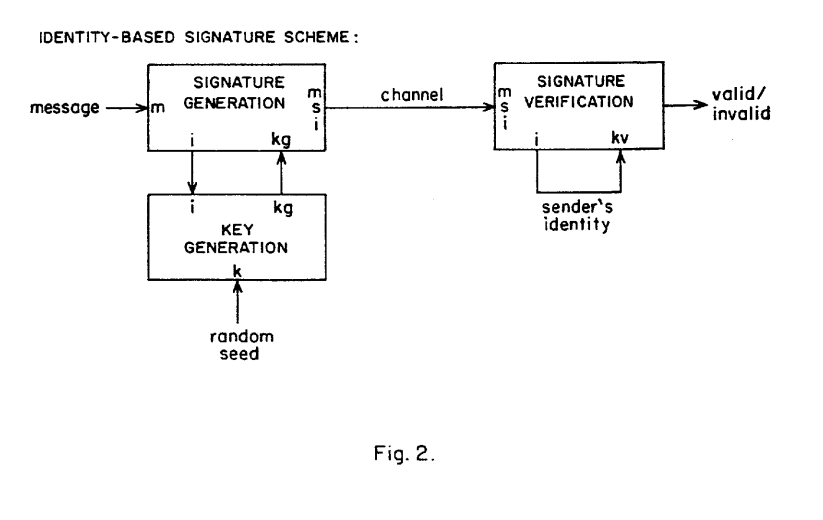 IDENTITY-BASED SIGNATURE SCHEME:
SIGNATURE
GENERATION
message
m
m
s
i
i
kg
channel
SIGNATURE
VERIFICATION
m
s
i
i
kv
valid/
invalid
sender's
identity
i
kg
KEY
GENERATION
k
random
seed
Fig. 2.